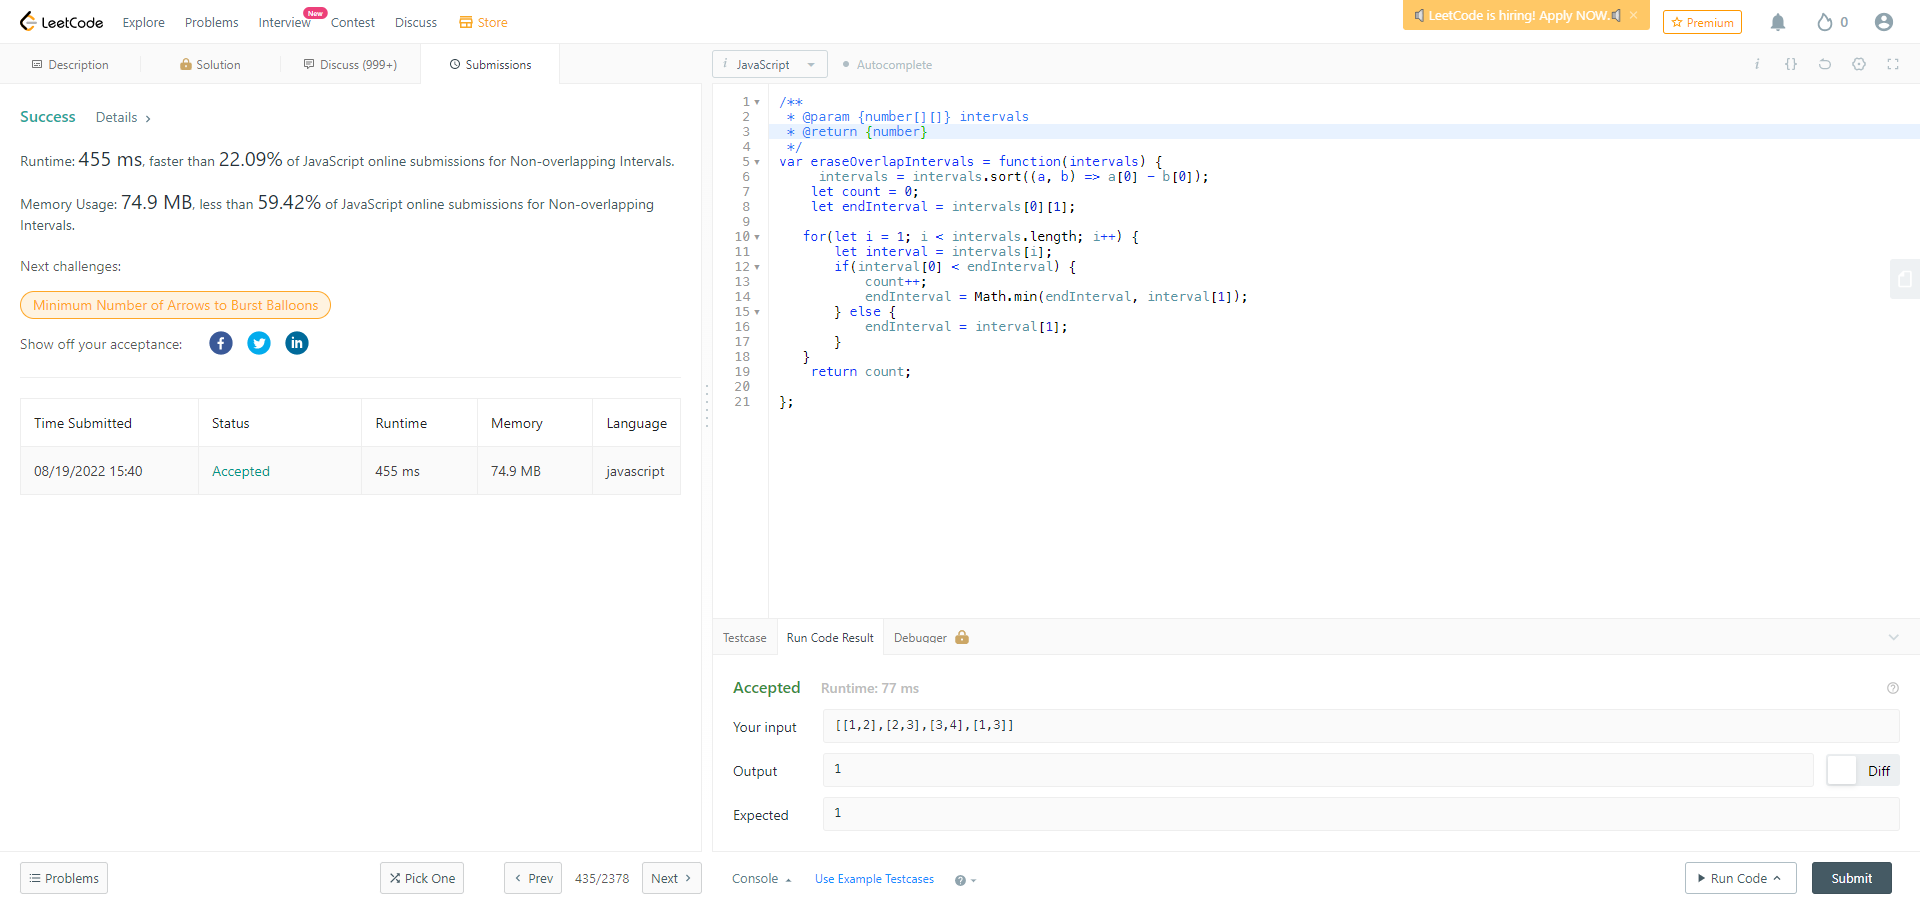 LeetCode
Explore
Problems
Interview
New
Contest
Discuss
Store
LeetCode is hiring! Apply NOW.
×
Premium
0
Description
Solution
Discuss (999+)
Submissions
i JavaScript
Autocomplete
i {}
Success
Details >
Runtime: 455 ms, faster than 22.09% of JavaScript online submissions for Non-overlapping Intervals.
Memory Usage: 74.9 MB, less than 59.42% of JavaScript online submissions for Non-overlapping
Intervals.
Next challenges:
Minimum Number of Arrows to Burst Balloons
Show off your acceptance:
f
in
Time Submitted Status Runtime Memory Language
08/19/2022 15:40 Accepted 455 ms 74.9 MB javascript
1 /**
2 * @param {number[][]} intervals
3 * @return {number}
4 */
5 var eraseOverlapIntervals = function(intervals) {
6 intervals = intervals.sort((a, b) => a[0] - b[0]);
7 let count = 0;
8 let endInterval = intervals[0][1];
9
10 for(let i = 1; i < intervals.length; i++) {
11 let interval = intervals[i];
12 if(interval[0] < endInterval) {
13 count++;
14 endInterval = Math.min(endInterval, interval[1]);
15 } else {
16 endInterval = interval[1];
17 }
18 }
19 return count;
20
21 };
Testcase
Run Code Result
Debugger
Accepted
Runtime: 77 ms
?
Your input
[[1,2],[2,3],[3,4],[1,3]]
Output
1
Diff
Expected
1
Problems
Pick One
< Prev
435/2378
Next >
Console
Use Example Testcases
?
Run Code
Submit